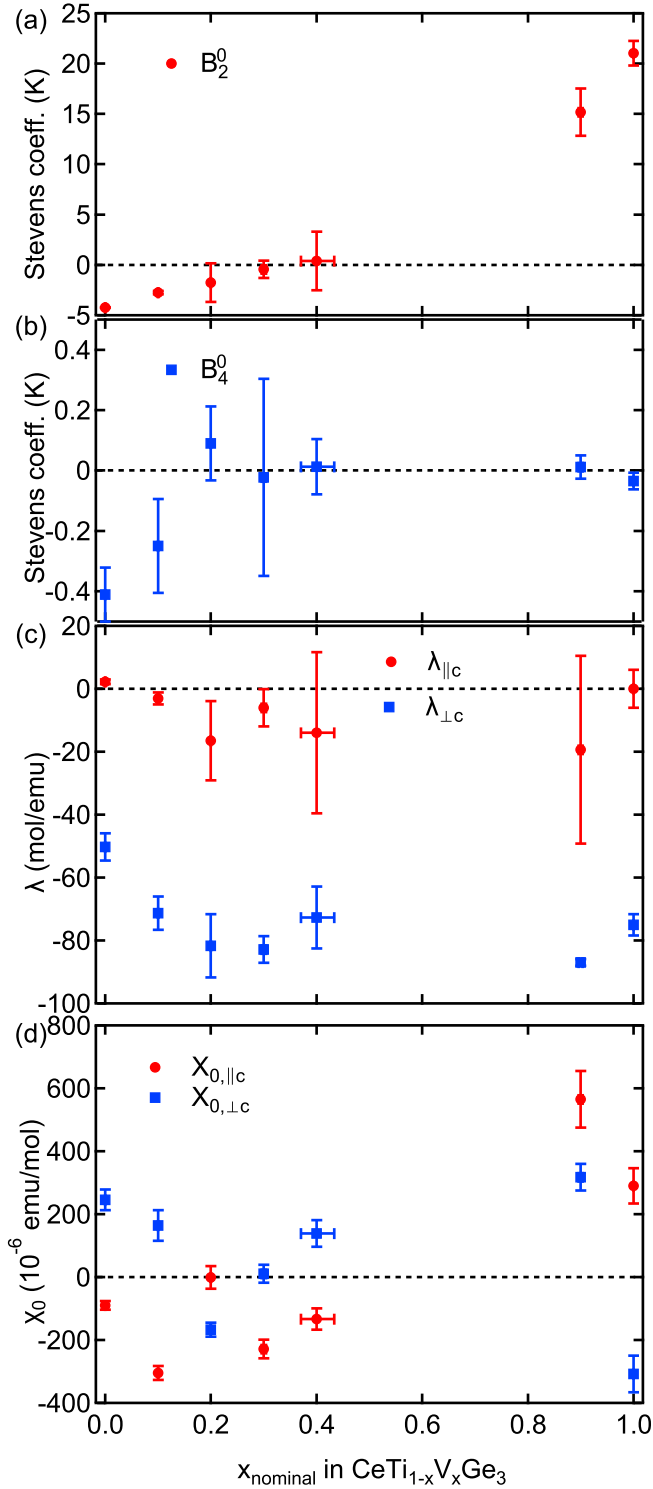 (a)
25
20
15
10
5
0
-5
Stevens coeff. (K)
B₂⁰
(b)
0.4
0.2
0
-0.2
-0.4
Stevens coeff. (K)
B₄⁰
(c)
20
0
-20
-40
-60
-80
-100
λ (mol/emu)
λ∥c
λ⊥c
(d)
800
600
400
200
0
-200
-400
X₀ (10⁻⁶ emu/mol)
X₀,∥c
X₀,⊥c
0.0 0.2 0.4 0.6 0.8 1.0
xnominal in CeTi₁₋ₓVₓGe₃